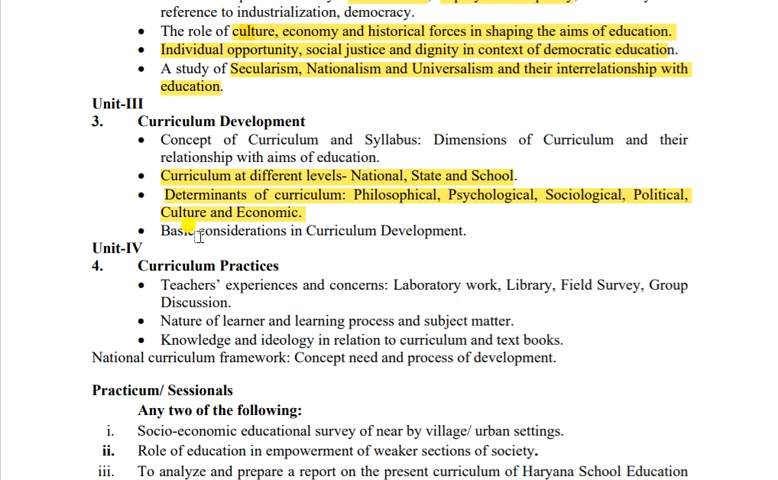 reference to industrialization, democracy.
• The role of culture, economy and historical forces in shaping the aims of education.
• Individual opportunity, social justice and dignity in context of democratic education.
• A study of Secularism, Nationalism and Universalism and their interrelationship with
education.
Unit-III
3. Curriculum Development
• Concept of Curriculum and Syllabus: Dimensions of Curriculum and their
relationship with aims of education.
• Curriculum at different levels- National, State and School.
• Determinants of curriculum: Philosophical, Psychological, Sociological, Political,
Culture and Economic.
• Basic considerations in Curriculum Development.
Unit-IV
4. Curriculum Practices
• Teachers’ experiences and concerns: Laboratory work, Library, Field Survey, Group
Discussion.
• Nature of learner and learning process and subject matter.
• Knowledge and ideology in relation to curriculum and text books.
National curriculum framework: Concept need and process of development.
Practicum/ Sessionals
Any two of the following:
i. Socio-economic educational survey of near by village/ urban settings.
ii. Role of education in empowerment of weaker sections of society.
iii. To analyze and prepare a report on the present curriculum of Haryana School Education